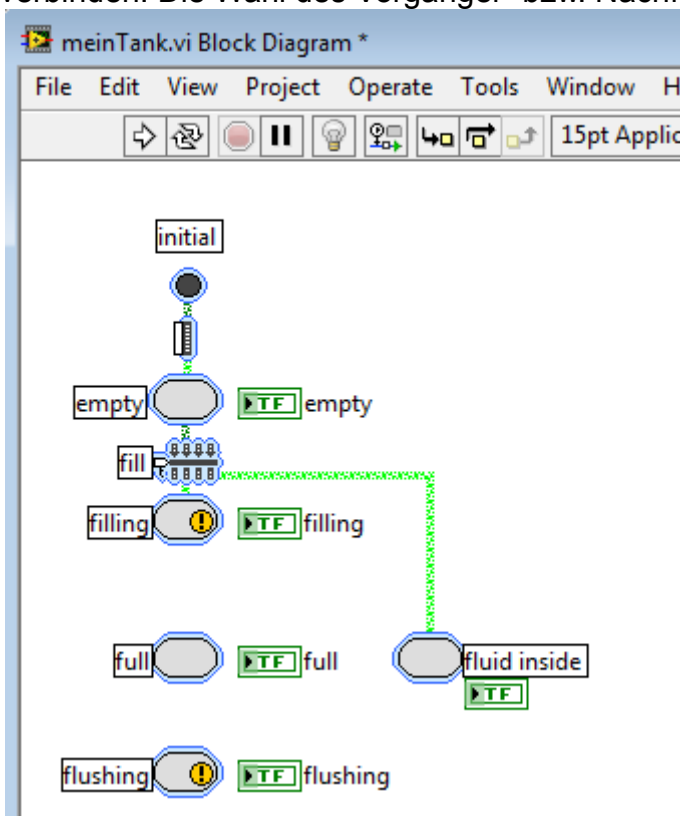 meinTank.vi Block Diagram *
File Edit View Project Operate Tools Window
15pt
initial
empty TF empty
fill
filling TF filling
full TF full fluid inside
TF
flushing TF flushing